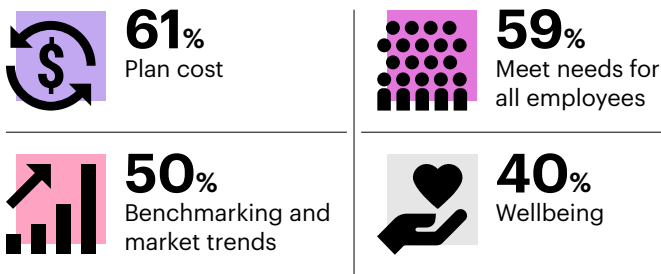 61%
Plan cost
59%
Meet needs for
all employees
50%
Benchmarking and
market trends
40%
Wellbeing